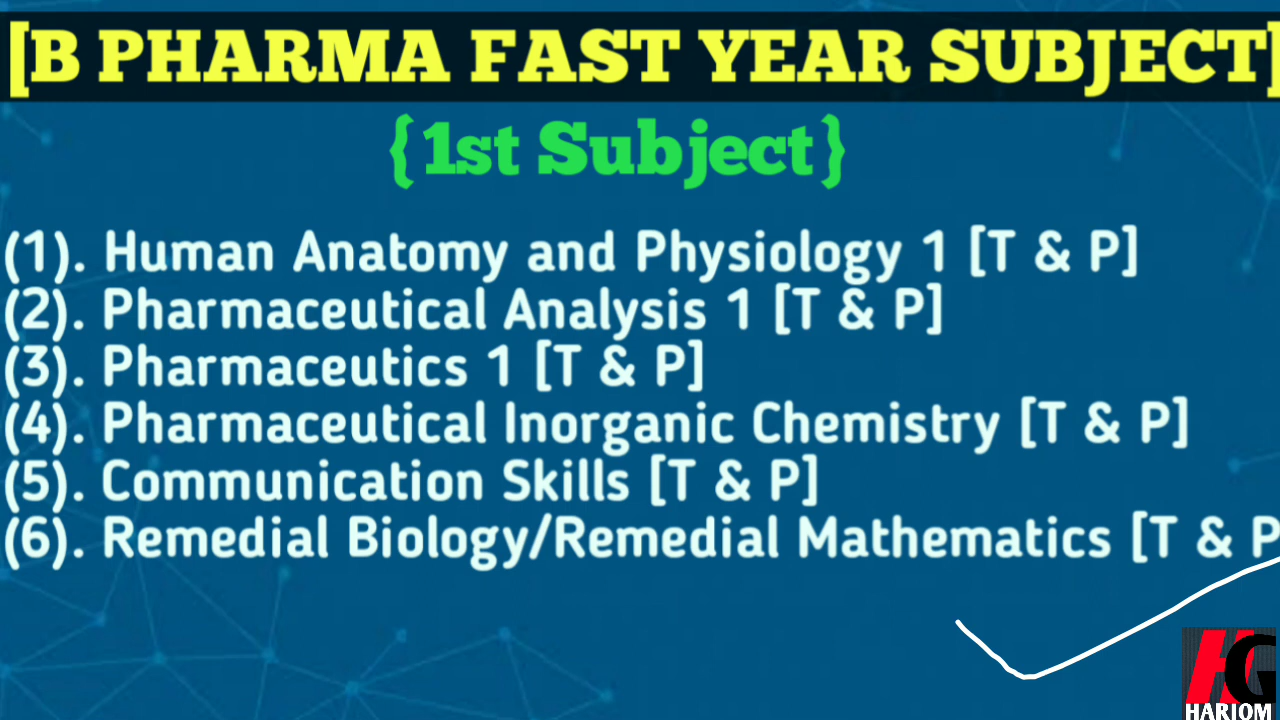 [B PHARMA FAST YEAR SUBJECT]
{1st Subject}
(1). Human Anatomy and Physiology 1 [T & P]
(2). Pharmaceutical Analysis 1 [T & P]
(3). Pharmaceutics 1 [T & P]
(4). Pharmaceutical Inorganic Chemistry [T & P]
(5). Communication Skills [T & P]
(6). Remedial Biology/Remedial Mathematics [T & P
HG
HARIOM